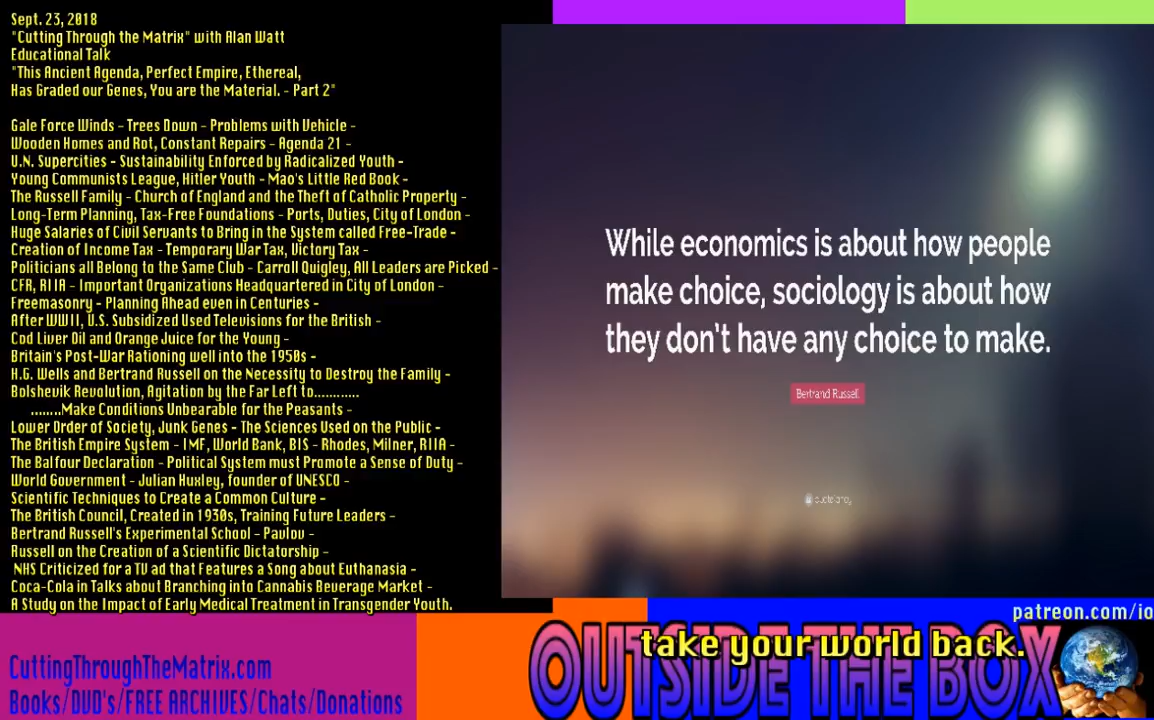 Sept. 23, 2018
"Cutting Through the Matrix" with Alan Watt
Educational Talk
"This Ancient Agenda, Perfect Empire, Ethereal,
Has Graded our Genes, You are the Material. - Part 2"
Gale Force Winds - Trees Down - Problems with Vehicle -
Wooden Homes and Rot, Constant Repairs - Agenda 21 -
U.N. Supercities - Sustainability Enforced by Radicalized Youth -
Young Communists League, Hitler Youth - Mao's Little Red Book -
The Russell Family - Church of England and the Theft of Catholic Property -
Long-Term Planning, Tax-Free Foundations - Ports, Duties, City of London -
Huge Salaries of Civil Servants to Bring in the System called Free-Trade -
Creation of Income Tax - Temporary War Tax, Victory Tax -
Politicians all Belong to the Same Club - Carroll Quigley, All Leaders are Picked -
CFR, RIIA - Important Organizations Headquartered in City of London -
Freemasonry - Planning Ahead even in Centuries -
After WWII, U.S. Subsidized Used Televisions for the British -
Cod Liver Oil and Orange Juice for the Young -
Britain's Post-War Rationing well into the 1950s -
H.G. Wells and Bertrand Russell on the Necessity to Destroy the Family -
Bolshevik Revolution, Agitation by the Far Left to............
........Make Conditions Unbearable for the Peasants -
Lower Order of Society, Junk Genes - The Sciences Used on the Public -
The British Empire System - IMF, World Bank, BIS - Rhodes, Milner, RIIA -
The Balfour Declaration - Political System must Promote a Sense of Duty -
World Government - Julian Huxley, founder of UNESCO -
Scientific Techniques to Create a Common Culture -
The British Council, Created in 1930s, Training Future Leaders -
Bertrand Russell's Experimental School - Pavlov -
Russell on the Creation of a Scientific Dictatorship -
NHS Criticized for a TV ad that Features a Song about Euthanasia -
Coca-Cola in Talks about Branching into Cannabis Beverage Market -
A Study on the Impact of Early Medical Treatment in Transgender Youth.
While economics is about how people
make choice, sociology is about how
they don't have any choice to make.
Bertrand Russell
quotefancy
patreon.com/io
CuttingThroughTheMatrix.com
Books/DVD's/FREE ARCHIVES/Chats/Donations
OUTSIDE THE BOX
take your world back.